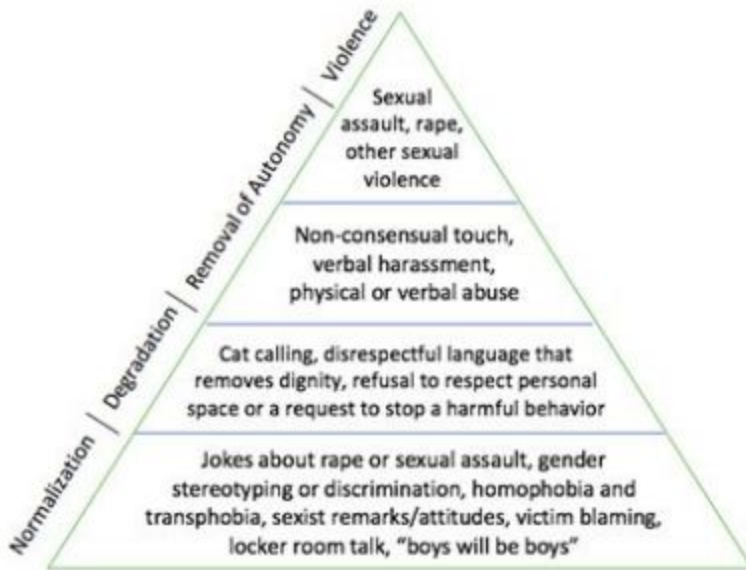 Violence
Sexual
assault, rape,
other sexual
violence
Removal of Autonomy |
Non-consensual touch,
verbal harassment,
physical or verbal abuse
Degradation |
Cat calling, disrespectful language that
removes dignity, refusal to respect personal
space or a request to stop a harmful behavior
Normalization |
Jokes about rape or sexual assault, gender
stereotyping or discrimination, homophobia and
transphobia, sexist remarks/attitudes, victim blaming,
locker room talk, “boys will be boys”